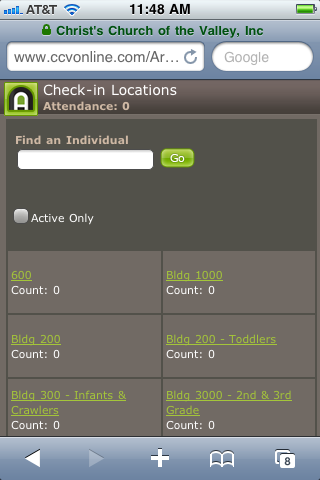 AT&T 11:48 AM
Christ's Church of the Valley, Inc
www.ccvonline.com/Ar... Google
Check-in Locations
Attendance: 0
Find an Individual
Go
Active Only
600
Count: 0
Bldg 1000
Count: 0
Bldg 200
Count: 0
Bldg 200 - Toddlers
Count: 0
Bldg 300 - Infants &
Crawlers
Count: 0
Bldg 3000 - 2nd & 3rd
Grade
Count: 0
8